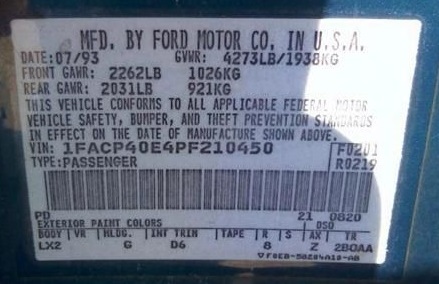 MFD. BY FORD MOTOR CO. IN U.S.A.
DATE: 07/93 GVWR: 4273LB/1938KG
FRONT GAWR: 2262LB 1026KG
REAR GAWR: 2031LB 921KG
THIS VEHICLE CONFORMS TO ALL APPLICABLE FEDERAL MOTOR
VEHICLE SAFETY, BUMPER, AND THEFT PREVENTION STANDARDS
IN EFFECT ON THE DATE OF MANUFACTURE SHOWN ABOVE.
VIN: 1FACP40E4PF210450 F0201
TYPE: PASSENGER R0219
PD 21 0820
EXTERIOR PAINT COLORS DSO
BODY VR MLDG. INT TRIM TAPE R S AX TR
LX2 G D6 8 Z 2B0AA